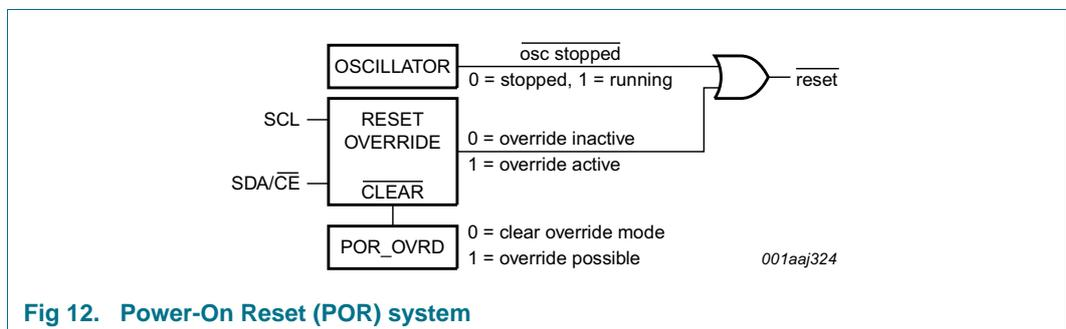 osc stopped
OSCILLATOR
0 = stopped, 1 = running
reset
SCL
RESET
OVERRIDE
0 = override inactive
1 = override active
SDA/CE
CLEAR
POR_OVRD
0 = clear override mode
1 = override possible
001aaj324
Fig 12. Power-On Reset (POR) system